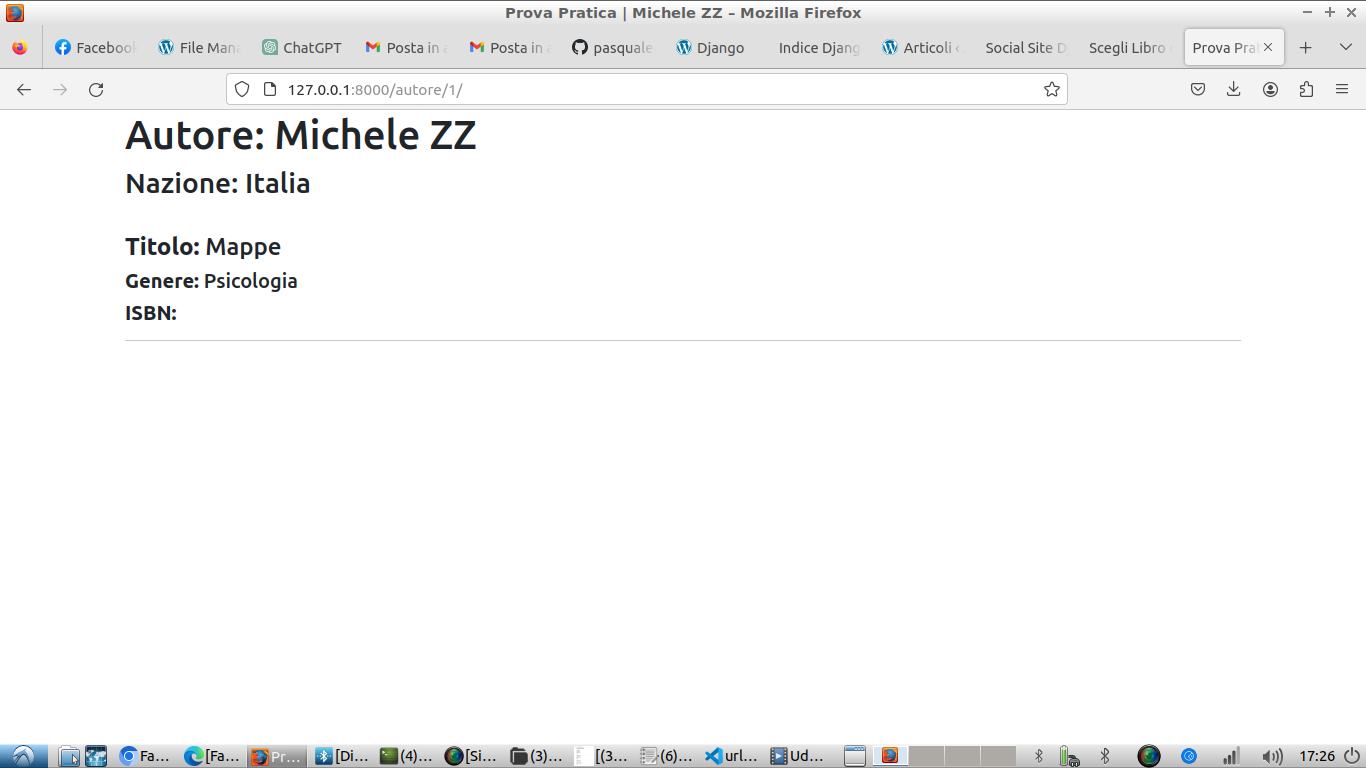 Prova Pratica | Michele ZZ – Mozilla Firefox
Facebook
File Mana
ChatGPT
Posta in a
Posta in a
pasquale
Django
Indice Djang
Articoli ‹
Social Site D
Scegli Libro
Prova Prat
127.0.0.1:8000/autore/1/
Autore: Michele ZZ
Nazione: Italia
Titolo: Mappe
Genere: Psicologia
ISBN:
Fa...
[Fa...
Pr...
[Di...
(4)...
[Si...
(3)...
[(3...
(6)...
url...
Ud...
17:26